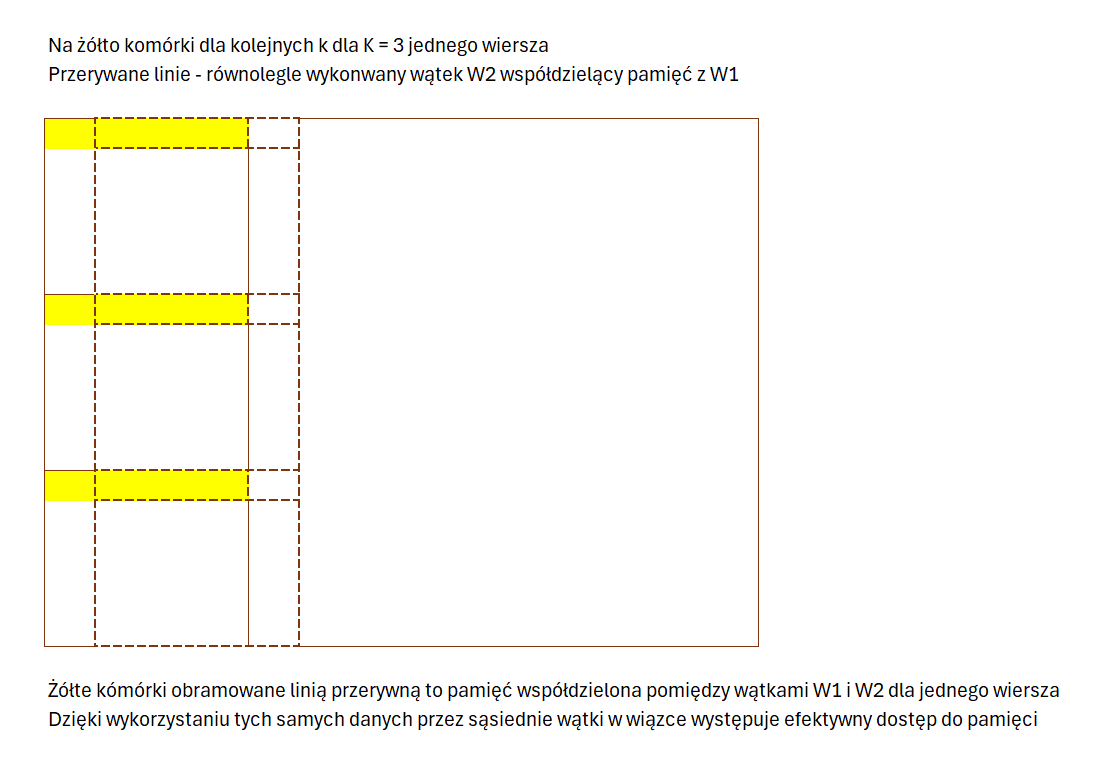 Na żółto komórki dla kolejnych k dla K = 3 jednego wiersza
Przerywane linie - równolegle wykonwany wątek W2 współdzielący pamięć z W1
Żółte kómórki obramowane linią przerywną to pamięć współdzielona pomiędzy wątkami W1 i W2 dla jednego wiersza
Dzięki wykorzystaniu tych samych danych przez sąsiednie wątki w wiązce występuje efektywny dostęp do pamięci